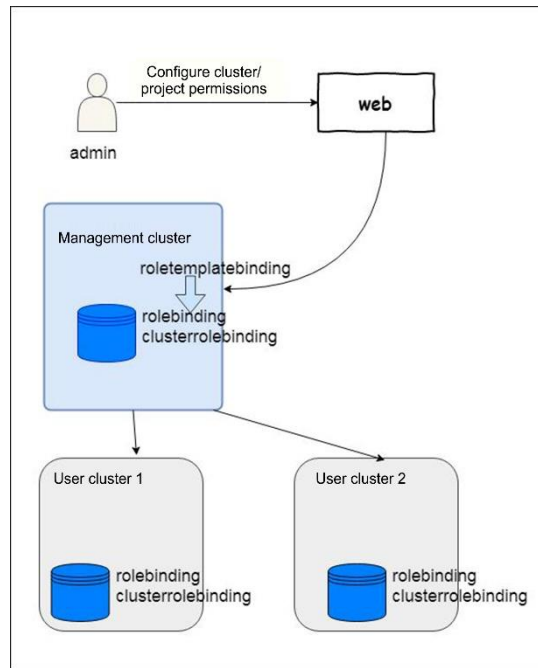 Configure cluster/
project permissions
web
admin
Management cluster
roletemplatebinding
rolebinding
clusterrolebinding
User cluster 1
rolebinding
clusterrolebinding
User cluster 2
rolebinding
clusterrolebinding